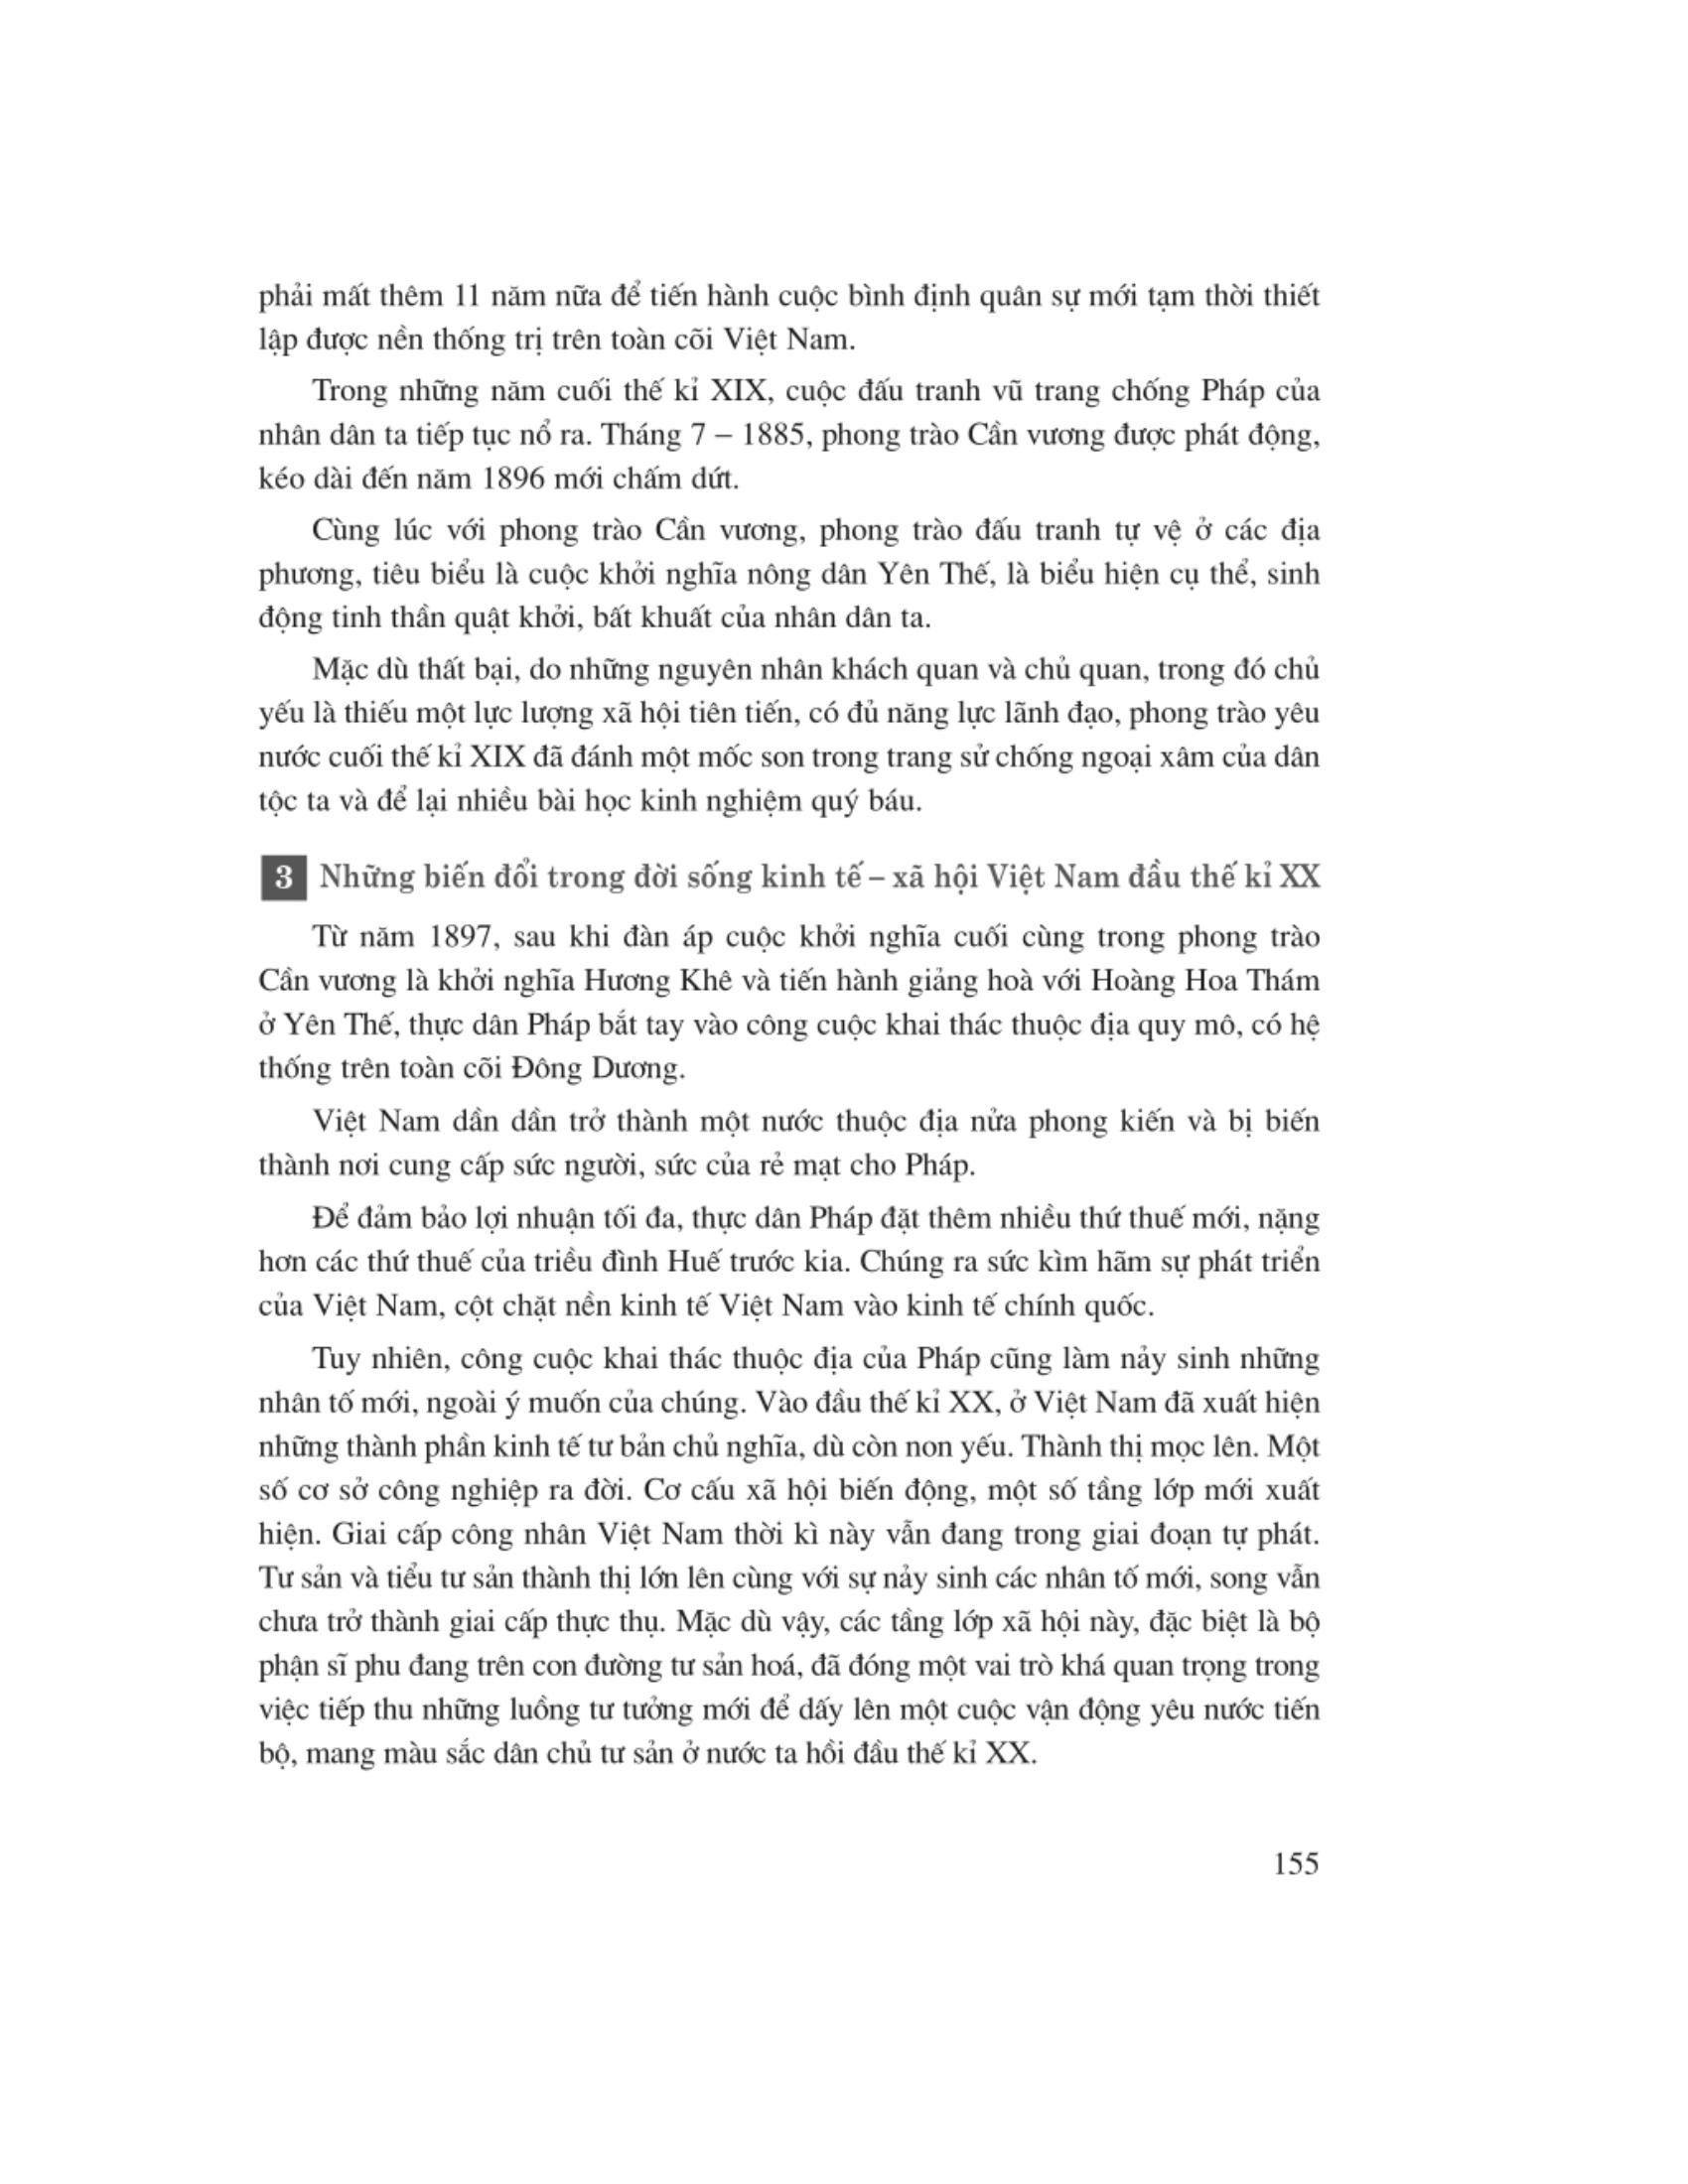 phải mất thêm 11 năm nữa để tiến hành cuộc bình định quân sự mới tạm thời thiết
lập được nền thống trị trên toàn cõi Việt Nam.
Trong những năm cuối thế kỉ XIX, cuộc đấu tranh vũ trang chống Pháp của
nhân dân ta tiếp tục nổ ra. Tháng 7 – 1885, phong trào Cần vương được phát động,
kéo dài đến năm 1896 mới chấm dứt.
Cùng lúc với phong trào Cần vương, phong trào đấu tranh tự vệ ở các địa
phương, tiêu biểu là cuộc khởi nghĩa nông dân Yên Thế, là biểu hiện cụ thể, sinh
động tinh thần quật khởi, bất khuất của nhân dân ta.
Mặc dù thất bại, do những nguyên nhân khách quan và chủ quan, trong đó chủ
yếu là thiếu một lực lượng xã hội tiên tiến, có đủ năng lực lãnh đạo, phong trào yêu
nước cuối thế kỉ XIX đã đánh một mốc son trong trang sử chống ngoại xâm của dân
tộc ta và để lại nhiều bài học kinh nghiệm quý báu.
3 Những biến đổi trong đời sống kinh tế – xã hội Việt Nam đầu thế kỉ XX
Từ năm 1897, sau khi đàn áp cuộc khởi nghĩa cuối cùng trong phong trào
Cần vương là khởi nghĩa Hương Khê và tiến hành giảng hoà với Hoàng Hoa Thám
ở Yên Thế, thực dân Pháp bắt tay vào công cuộc khai thác thuộc địa quy mô, có hệ
thống trên toàn cõi Đông Dương.
Việt Nam dần dần trở thành một nước thuộc địa nửa phong kiến và bị biến
thành nơi cung cấp sức người, sức của rẻ mạt cho Pháp.
Để đảm bảo lợi nhuận tối đa, thực dân Pháp đặt thêm nhiều thứ thuế mới, nặng
hơn các thứ thuế của triều đình Huế trước kia. Chúng ra sức kìm hãm sự phát triển
của Việt Nam, cột chặt nền kinh tế Việt Nam vào kinh tế chính quốc.
Tuy nhiên, công cuộc khai thác thuộc địa của Pháp cũng làm nảy sinh những
nhân tố mới, ngoài ý muốn của chúng. Vào đầu thế kỉ XX, ở Việt Nam đã xuất hiện
những thành phần kinh tế tư bản chủ nghĩa, dù còn non yếu. Thành thị mọc lên. Một
số cơ sở công nghiệp ra đời. Cơ cấu xã hội biến động, một số tầng lớp mới xuất
hiện. Giai cấp công nhân Việt Nam thời kì này vẫn đang trong giai đoạn tự phát.
Tư sản và tiểu tư sản thành thị lớn lên cùng với sự nảy sinh các nhân tố mới, song vẫn
chưa trở thành giai cấp thực thụ. Mặc dù vậy, các tầng lớp xã hội này, đặc biệt là bộ
phận sĩ phu đang trên con đường tư sản hoá, đã đóng một vai trò khá quan trọng trong
việc tiếp thu những luồng tư tưởng mới để dấy lên một cuộc vận động yêu nước tiến
bộ, mang màu sắc dân chủ tư sản ở nước ta hồi đầu thế kỉ XX.
155